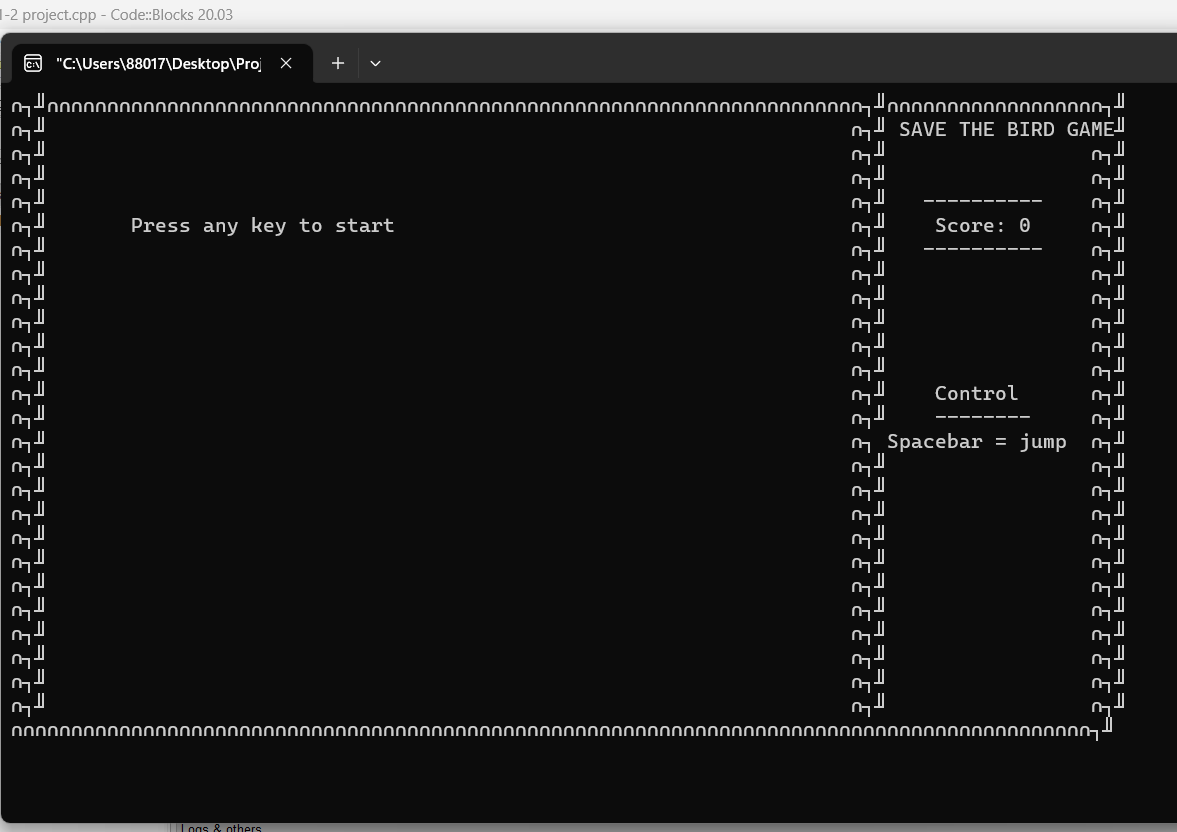 l-2 project.cpp - Code::Blocks 20.03
"C:\Users\88017\Desktop\Proj
SAVE THE BIRD GAME
----------
Press any key to start
Score: 0
----------
Control
--------
Spacebar = jump
Logs & others